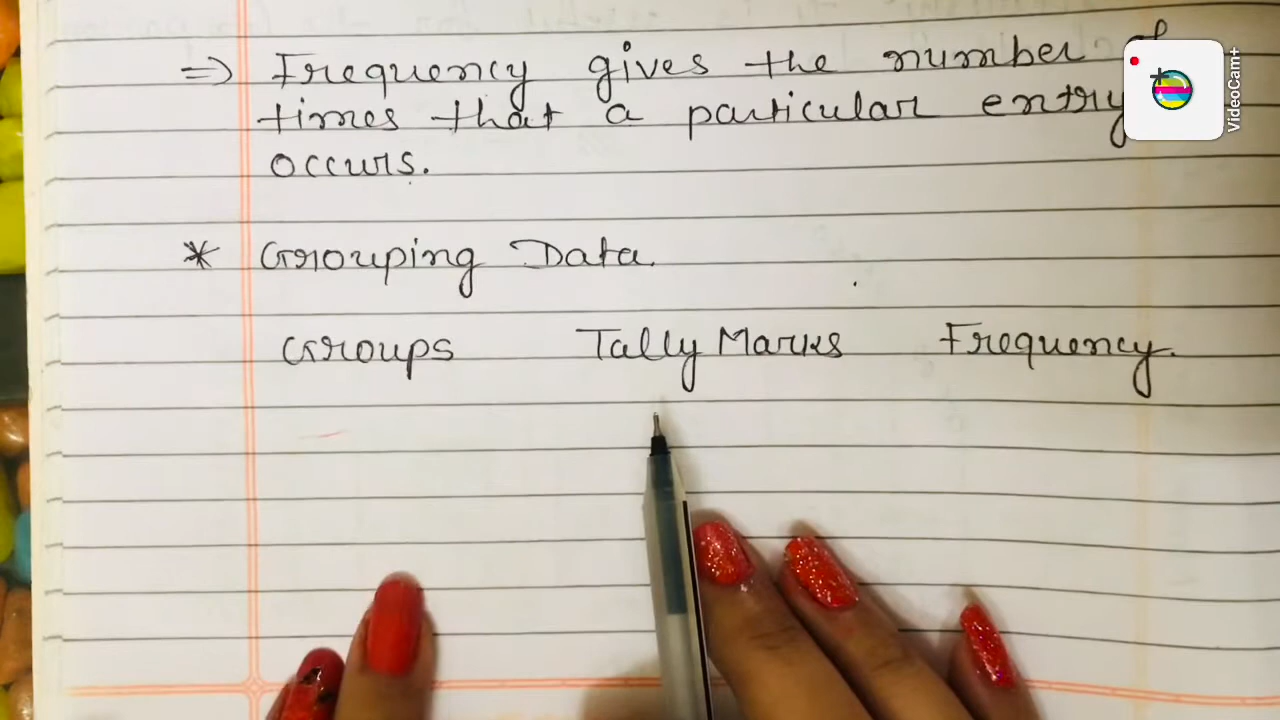 => Frequency gives the number of
times that a particular entry
occurs.
* Grouping Data.
Groups Tally Marks Frequency.
VideoCam+